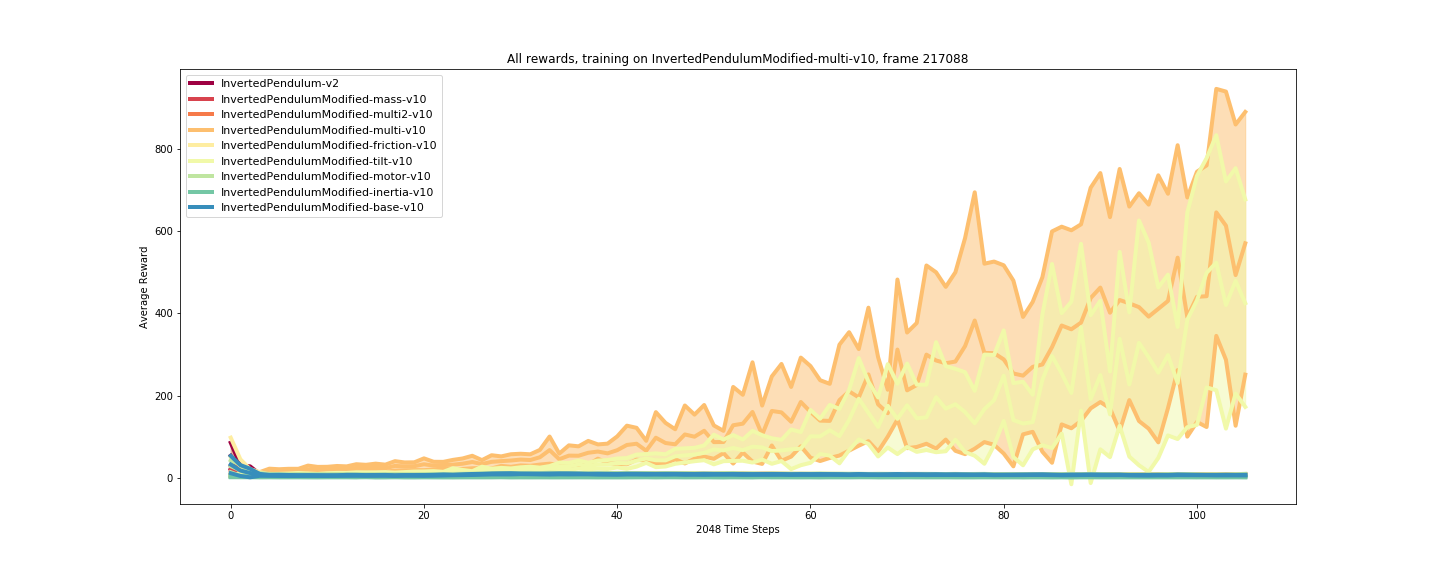 All rewards, training on InvertedPendulumModified-multi-v10, frame 217088
InvertedPendulum-v2
InvertedPendulumModified-mass-v10
InvertedPendulumModified-multi2-v10
InvertedPendulumModified-multi-v10
InvertedPendulumModified-friction-v10
InvertedPendulumModified-tilt-v10
InvertedPendulumModified-motor-v10
InvertedPendulumModified-inertia-v10
InvertedPendulumModified-base-v10
Average Reward
800
600
400
200
0
0 20 40 60 80 100
2048 Time Steps